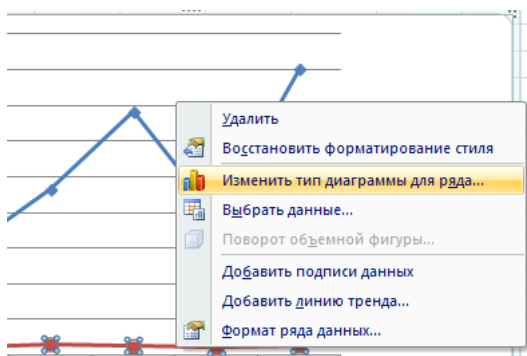 Удалить
Восстановить форматирование стиля
Изменить тип диаграммы для ряда...
Выбрать данные...
Поворот объемной фигуры...
Добавить подписи данных
Добавить линию тренда...
Формат ряда данных...